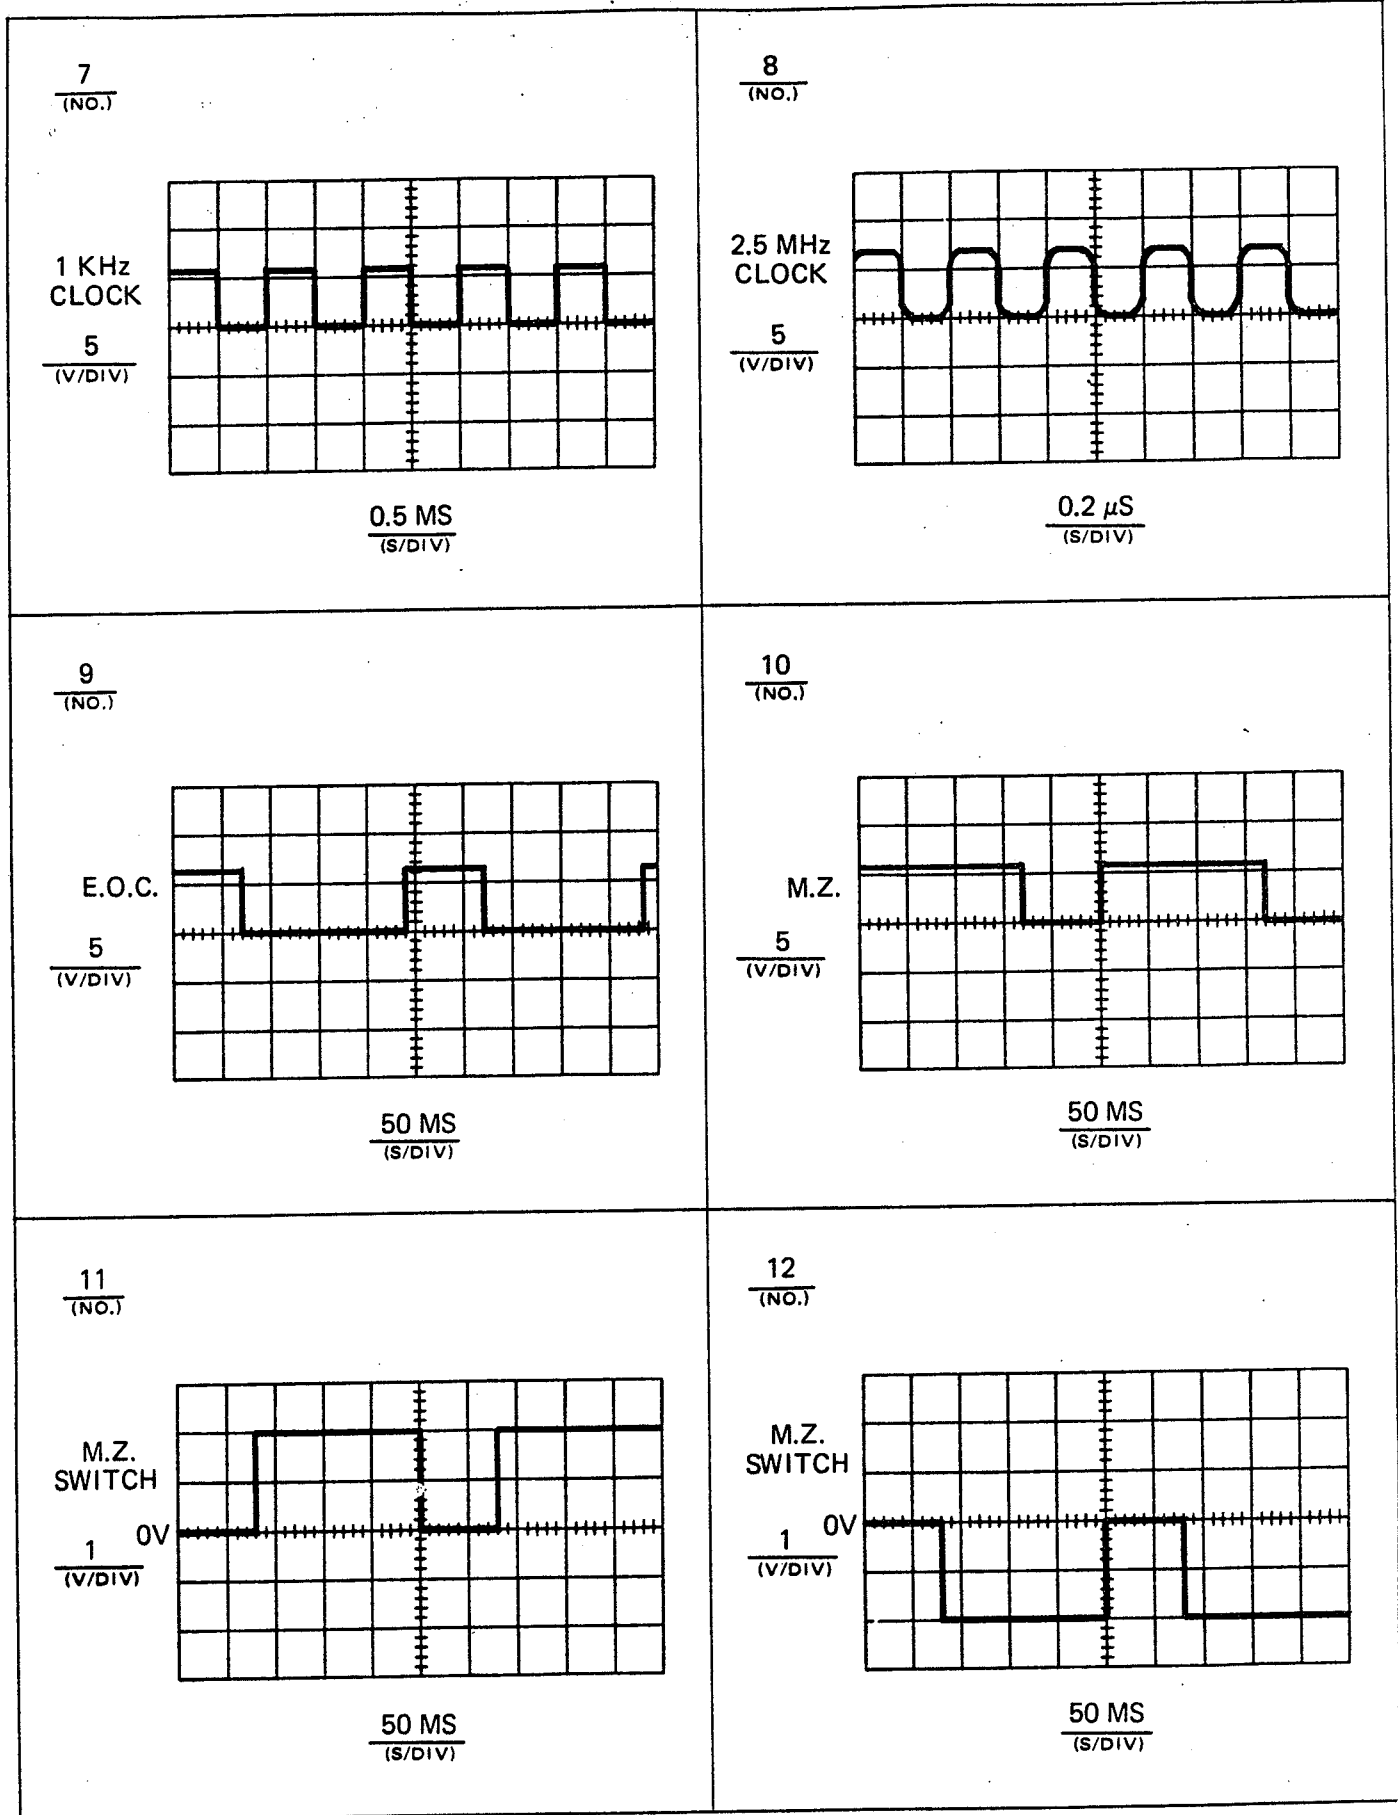 7
(NO.)
1 KHz
CLOCK
5
(V/DIV)
0.5 MS
(S/DIV)
8
(NO.)
2.5 MHz
CLOCK
5
(V/DIV)
0.2 µS
(S/DIV)
9
(NO.)
E.O.C.
5
(V/DIV)
50 MS
(S/DIV)
10
(NO.)
M.Z.
5
(V/DIV)
50 MS
(S/DIV)
11
(NO.)
M.Z.
SWITCH
0V
1
(V/DIV)
50 MS
(S/DIV)
12
(NO.)
M.Z.
SWITCH
0V
1
(V/DIV)
50 MS
(S/DIV)